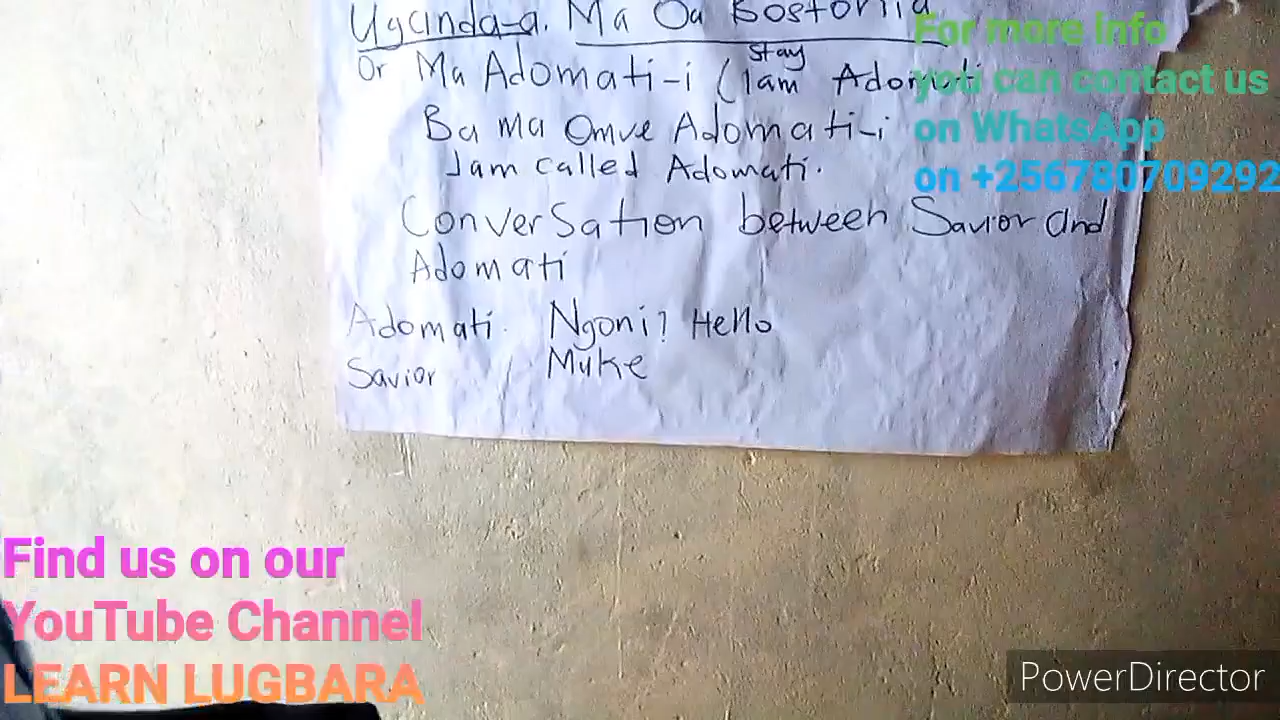 Uganda-a. Ma Oa Bostonia
stay
Or Ma Adomati-i (Iam Adomati
Ba ma Omve Adomati-i
Iam called Adomati.
Conversation between Savior and
Adomati
Adomati. Ngoni? Hello
Savior Muke
For more info
you can contact us
on WhatsApp
on +256780709292
Find us on our
YouTube Channel
LEARN LUGBARA
PowerDirector